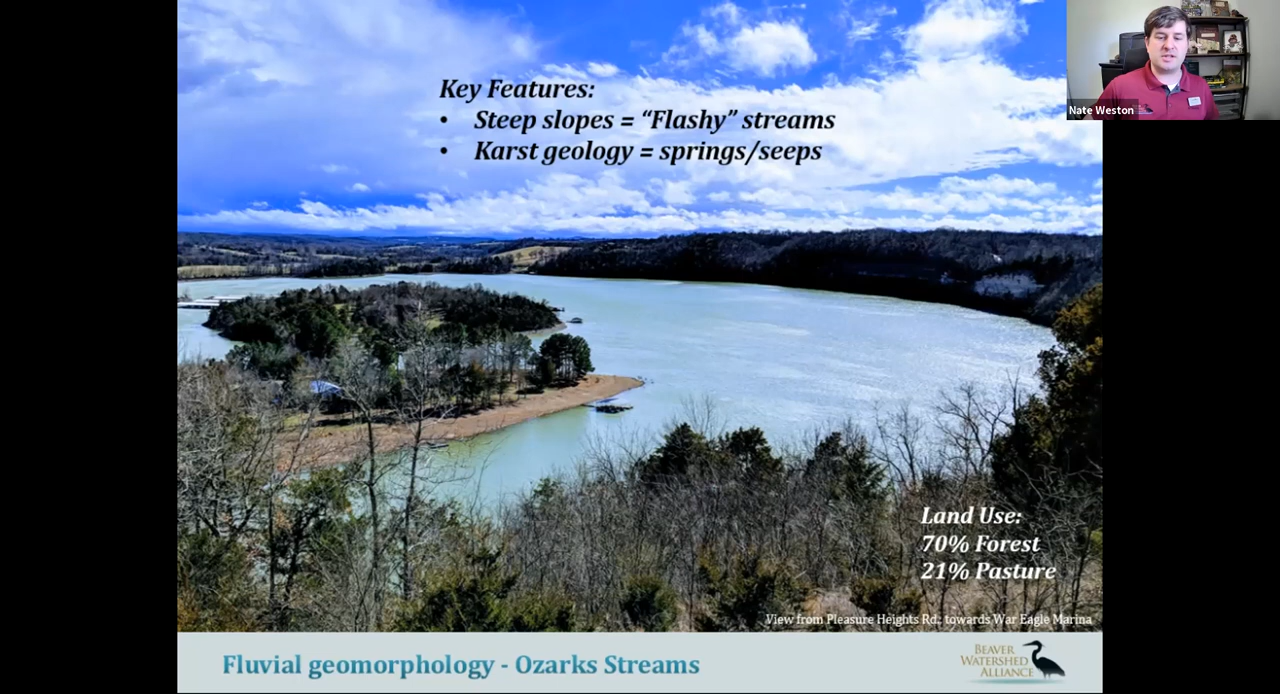 Key Features:
• Steep slopes = “Flashy” streams
• Karst geology = springs/seeps
Nate Weston
Land Use:
70% Forest
21% Pasture
View from Pleasure Heights Rd., towards War Eagle Marina
Fluvial geomorphology - Ozarks Streams
BEAVER
WATERSHED
ALLIANCE